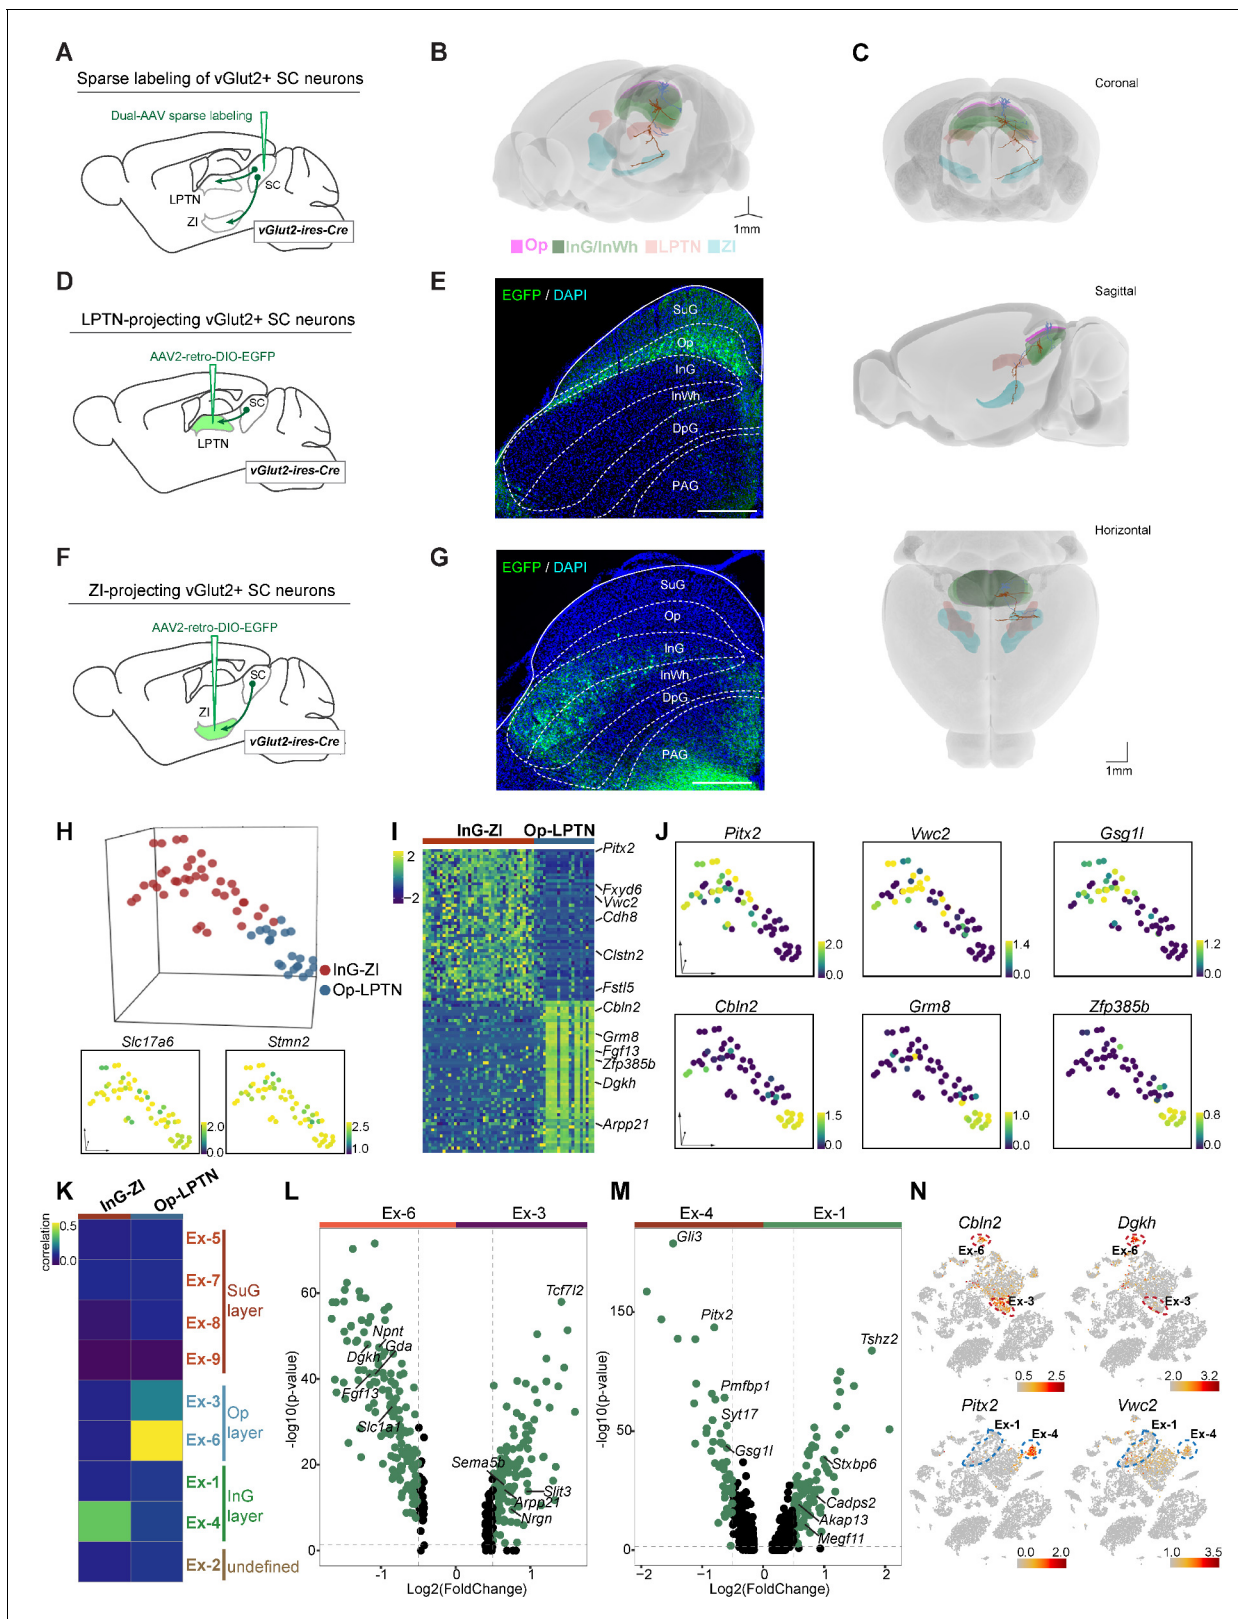 A
Sparse labeling of vGlut2+ SC neurons
Dual-AAV sparse labeling
SC
LPTN
ZI
vGlut2-ires-Cre
B
1mm
Op InG/InWh LPTN ZI
C
Coronal
Sagittal
Horizontal
1mm
D
LPTN-projecting vGlut2+ SC neurons
AAV2-retro-DIO-EGFP
SC
LPTN
vGlut2-ires-Cre
E
EGFP / DAPI
SuG
Op
InG
InWh
DpG
PAG
F
ZI-projecting vGlut2+ SC neurons
AAV2-retro-DIO-EGFP
SC
ZI
vGlut2-ires-Cre
G
EGFP / DAPI
SuG
Op
InG
InWh
DpG
PAG
H
InG-ZI
Op-LPTN
Slc17a6
2.0
0.0
Stmn2
2.5
1.0
I
InG-ZI Op-LPTN
2
−2
Pitx2
Fxyd6
Vwc2
Cdh8
Clstn2
Fstl5
Cbln2
Grm8
Fgf13
Zfp385b
Dgkh
Arpp21
J
Pitx2
2.0
0.0
Vwc2
1.4
0.0
Gsg1l
1.2
0.0
Cbln2
1.5
0.0
Grm8
1.0
0.0
Zfp385b
0.8
0.0
K
InG-ZI
Op-LPTN
correlation
0.5
0.0
Ex-5
Ex-7
Ex-8
Ex-9
SuG
layer
Ex-3
Ex-6
Op
layer
Ex-1
Ex-4
InG
layer
Ex-2
undefined
L
Ex-6 Ex-3
-log10(p-value)
60
40
20
0
Tcf7l2
Npnt
Gda
Dgkh
Fgf13
Slc1a1
Sema5b
Slit3
Arpp21
Nrgn
-1 0 1
Log2(FoldChange)
M
Ex-4 Ex-1
-log10(p-value)
150
50
0
Gli3
Pitx2
Tshz2
Pmfbp1
Syt17
Gsg1l
Stxbp6
Cadps2
Akap13
Megf11
−2 −1 0 1 2
Log2(FoldChange)
N
Cbln2
Ex-6
Ex-3
0.5 2.5
Dgkh
Ex-6
Ex-3
2.0 3.2
Pitx2
Ex-1
Ex-4
0.0 2.0
Vwc2
Ex-1
Ex-4
1.0 3.5